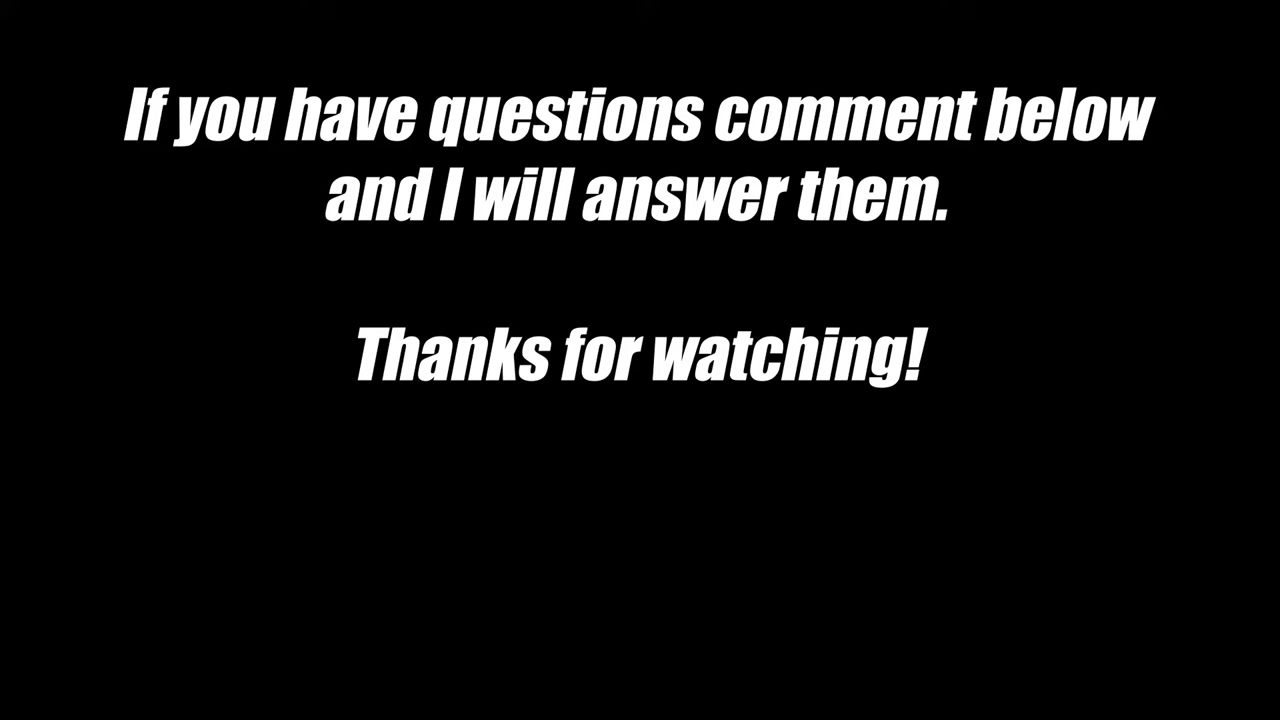 If you have questions comment below
and I will answer them.
Thanks for watching!